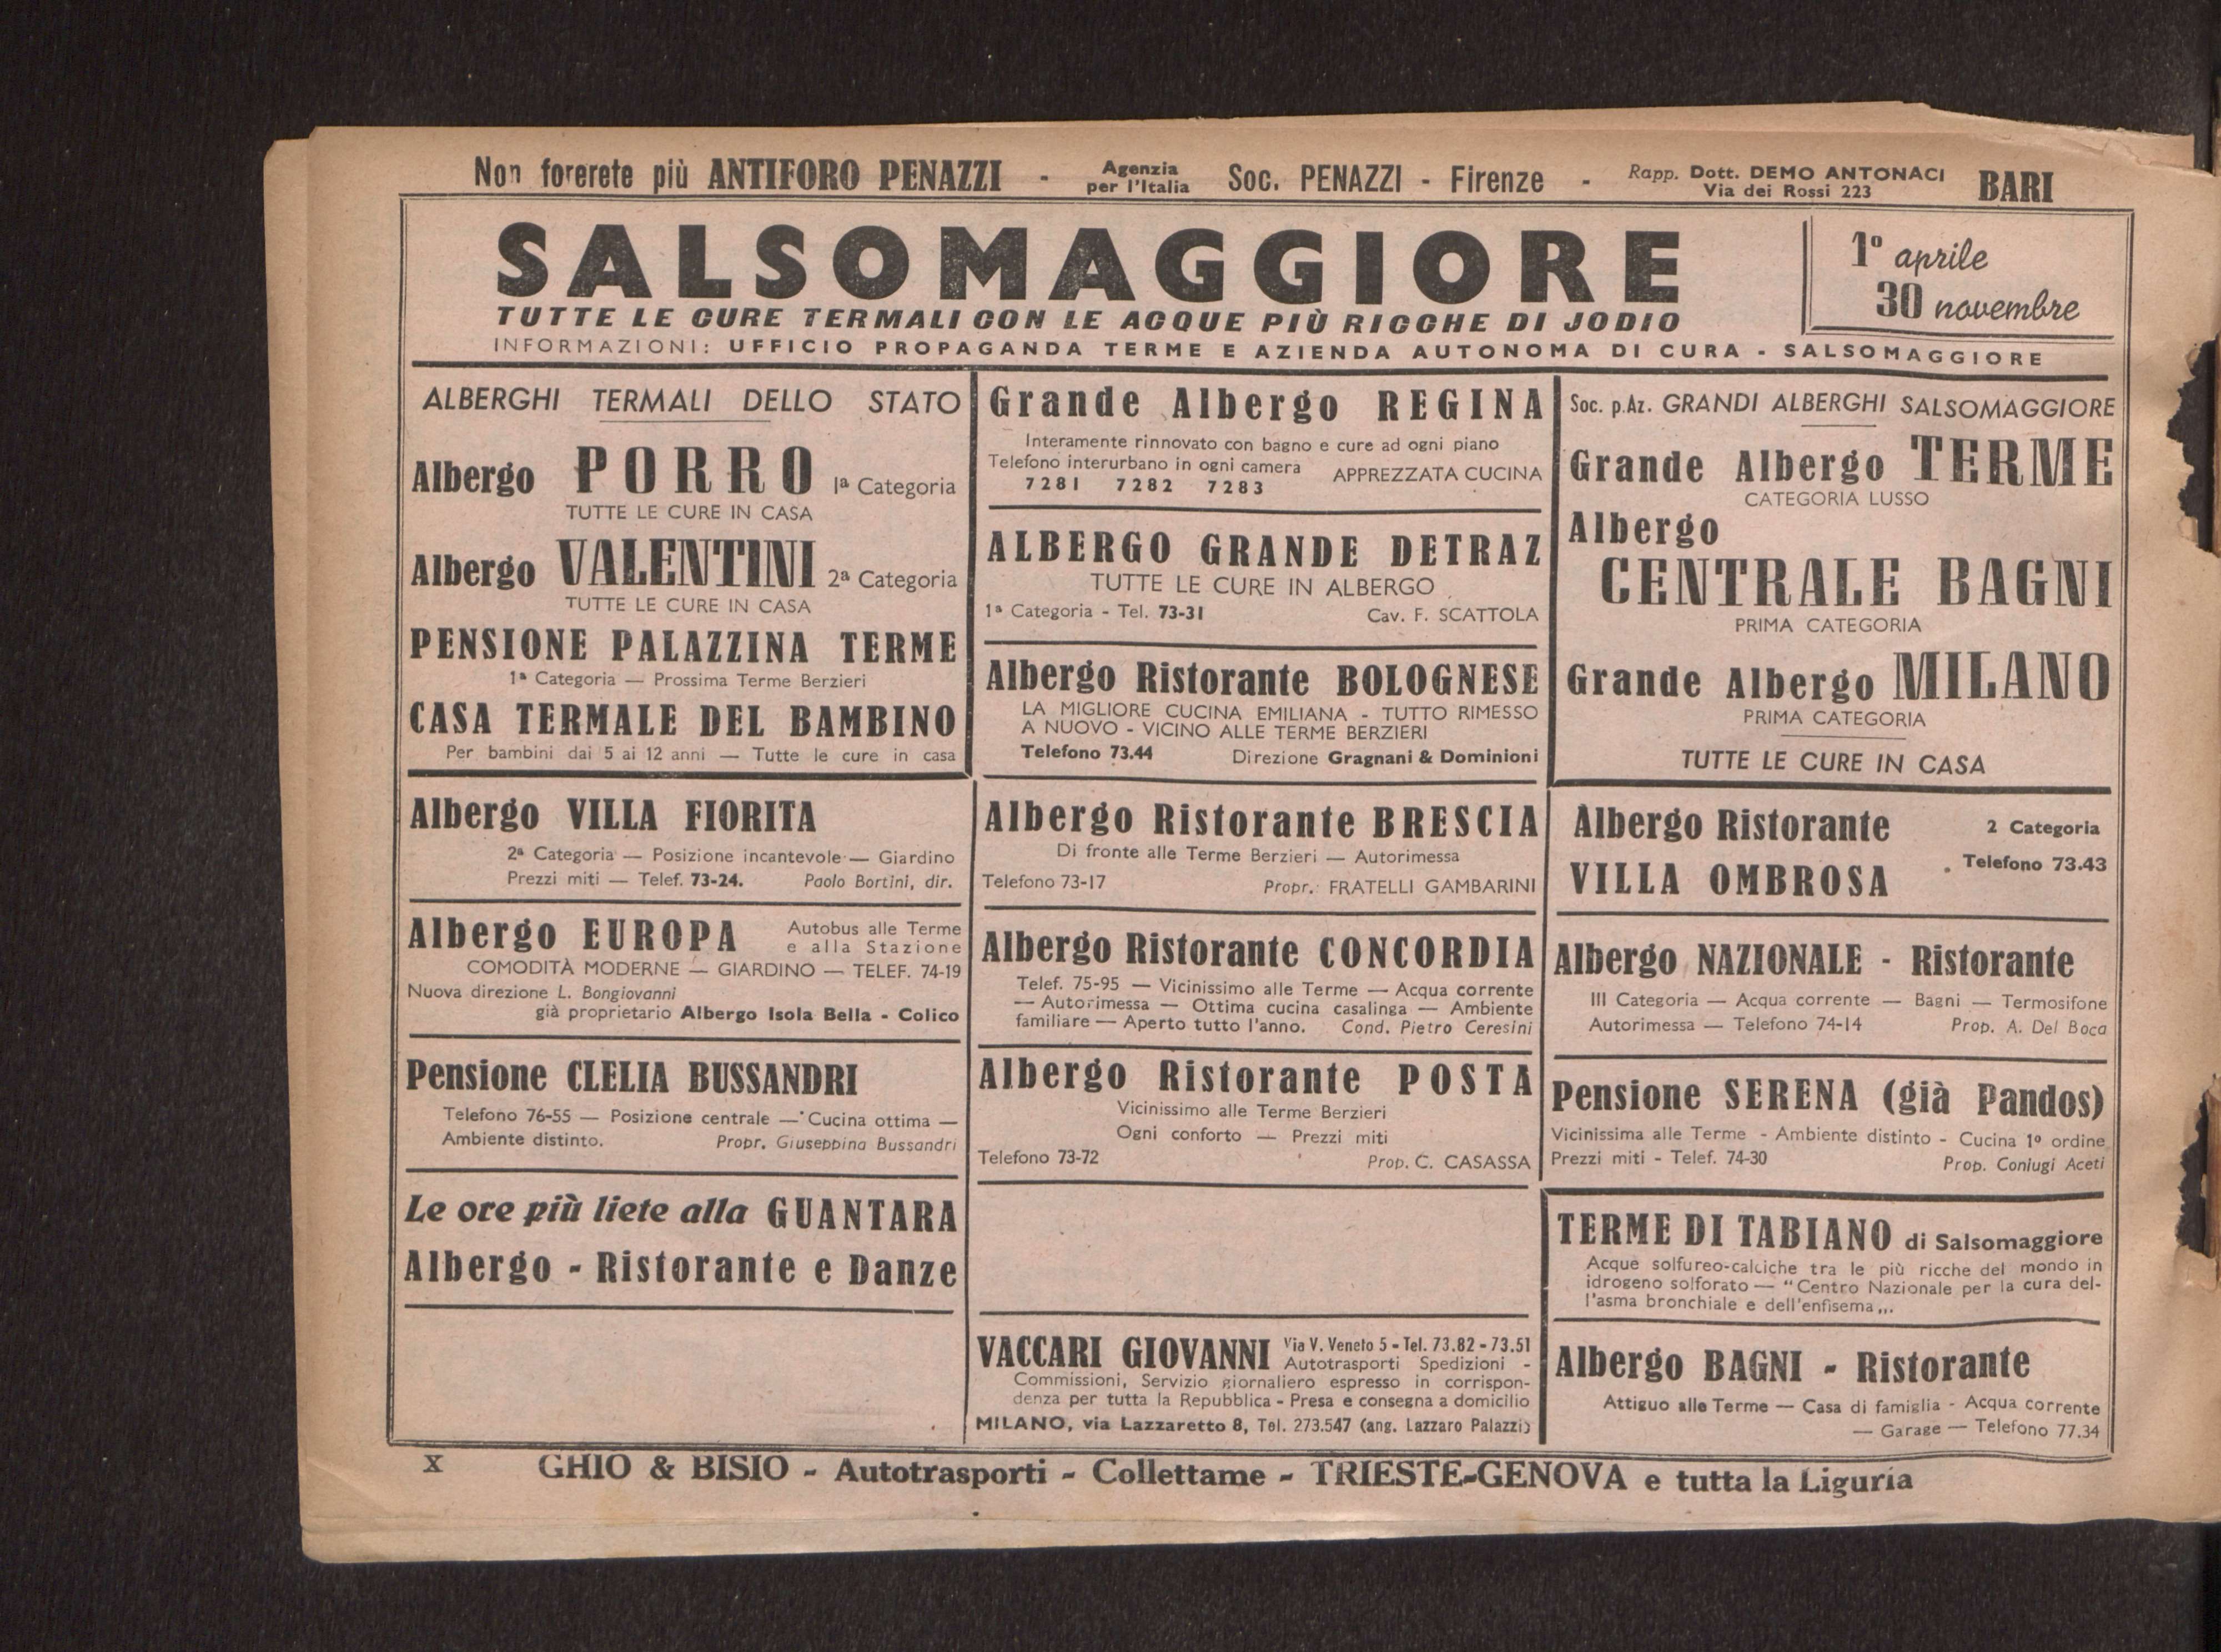 Non forerete più ANTIFORO PENAZZI - Agenzia per l'Italia Soc. PENAZZI - Firenze - Rapp. Dott. DEMO ANTONACI Via dei Rossi 223 BARI
SALSOMAGGIORE
TUTTE LE CURE TERMALI CON LE ACQUE PIÙ RICCHE DI JODIO
INFORMAZIONI: UFFICIO PROPAGANDA TERME E AZIENDA AUTONOMA DI CURA - SALSOMAGGIORE
1º aprile
30 novembre
ALBERGHI TERMALI DELLO STATO
Albergo PORRO Iª Categoria
TUTTE LE CURE IN CASA
Albergo VALENTINI 2ª Categoria
TUTTE LE CURE IN CASA
PENSIONE PALAZZINA TERME
1ª Categoria — Prossima Terme Berzieri
CASA TERMALE DEL BAMBINO
Per bambini dai 5 ai 12 anni — Tutte le cure in casa
Albergo VILLA FIORITA
2ª Categoria — Posizione incantevole — Giardino
Prezzi miti — Telef. 73-24. Paolo Bortini, dir.
Albergo EUROPA Autobus alle Terme
e alla Stazione
COMODITÀ MODERNE — GIARDINO — TELEF. 74-19
Nuova direzione L. Bongiovanni
già proprietario Albergo Isola Bella - Colico
Pensione CLELIA BUSSANDRI
Telefono 76-55 — Posizione centrale — Cucina ottima —
Ambiente distinto. Propr. Giuseppina Bussandri
Le ore più liete alla GUANTARA
Albergo - Ristorante e Danze
Grande Albergo REGINA
Interamente rinnovato con bagno e cure ad ogni piano
Telefono interurbano in ogni camera
7281 7282 7283 APPREZZATA CUCINA
ALBERGO GRANDE DETRAZ
TUTTE LE CURE IN ALBERGO
1ª Categoria - Tel. 73-31 Cav. F. SCATTOLA
Albergo Ristorante BOLOGNESE
LA MIGLIORE CUCINA EMILIANA - TUTTO RIMESSO
A NUOVO - VICINO ALLE TERME BERZIERI
Telefono 73.44 Direzione Gragnani & Dominioni
Albergo Ristorante BRESCIA
Di fronte alle Terme Berzieri — Autorimessa
Telefono 73-17 Propr.: FRATELLI GAMBARINI
Albergo Ristorante CONCORDIA
Telef. 75-95 — Vicinissimo alle Terme — Acqua corrente
— Autorimessa — Ottima cucina casalinga — Ambiente
familiare — Aperto tutto l'anno. Cond. Pietro Ceresini
Albergo Ristorante POSTA
Vicinissimo alle Terme Berzieri
Ogni conforto — Prezzi miti
Telefono 73-72 Prop. C. CASASSA
VACCARI GIOVANNI Via V. Veneto 5 - Tel. 73.82 - 73.51
Autotrasporti Spedizioni -
Commissioni, Servizio giornaliero espresso in corrispon-
denza per tutta la Repubblica - Presa e consegna a domicilio
MILANO, via Lazzaretto 8, Tel. 273.547 (ang. Lazzaro Palazzi)
Soc. p.Az. GRANDI ALBERGHI SALSOMAGGIORE
Grande Albergo TERME
CATEGORIA LUSSO
Albergo
CENTRALE BAGNI
PRIMA CATEGORIA
Grande Albergo MILANO
PRIMA CATEGORIA
TUTTE LE CURE IN CASA
Albergo Ristorante 2 Categoria
VILLA OMBROSA Telefono 73.43
Albergo NAZIONALE - Ristorante
III Categoria — Acqua corrente — Bagni — Termosifone
Autorimessa — Telefono 74-14 Prop. A. Del Boca
Pensione SERENA (già Pandos)
Vicinissima alle Terme - Ambiente distinto - Cucina 1º ordine
Prezzi miti - Telef. 74-30 Prop. Coniugi Aceti
TERME DI TABIANO di Salsomaggiore
Acque solfureo-calciche tra le più ricche del mondo in
idrogeno solforato — "Centro Nazionale per la cura del-
l'asma bronchiale e dell'enfisema„.
Albergo BAGNI - Ristorante
Attiguo alle Terme — Casa di famiglia - Acqua corrente
— Garage — Telefono 77.34
X GHIO & BISIO - Autotrasporti - Collettame - TRIESTE-GENOVA e tutta la Liguria